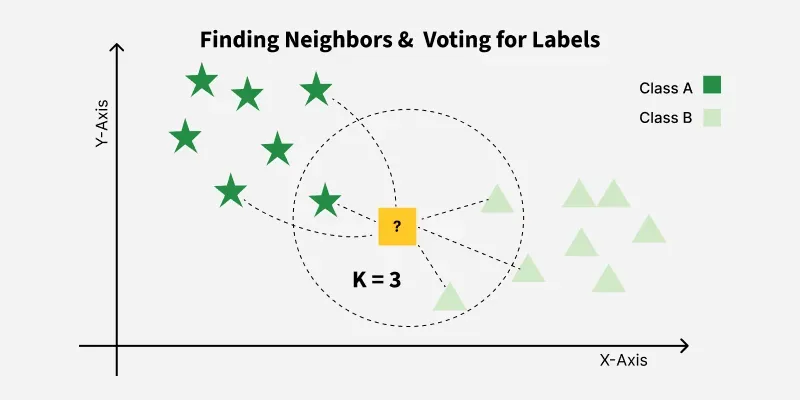 Finding Neighbors & Voting for Labels
Y-Axis
Class A
Class B
?
K = 3
X-Axis